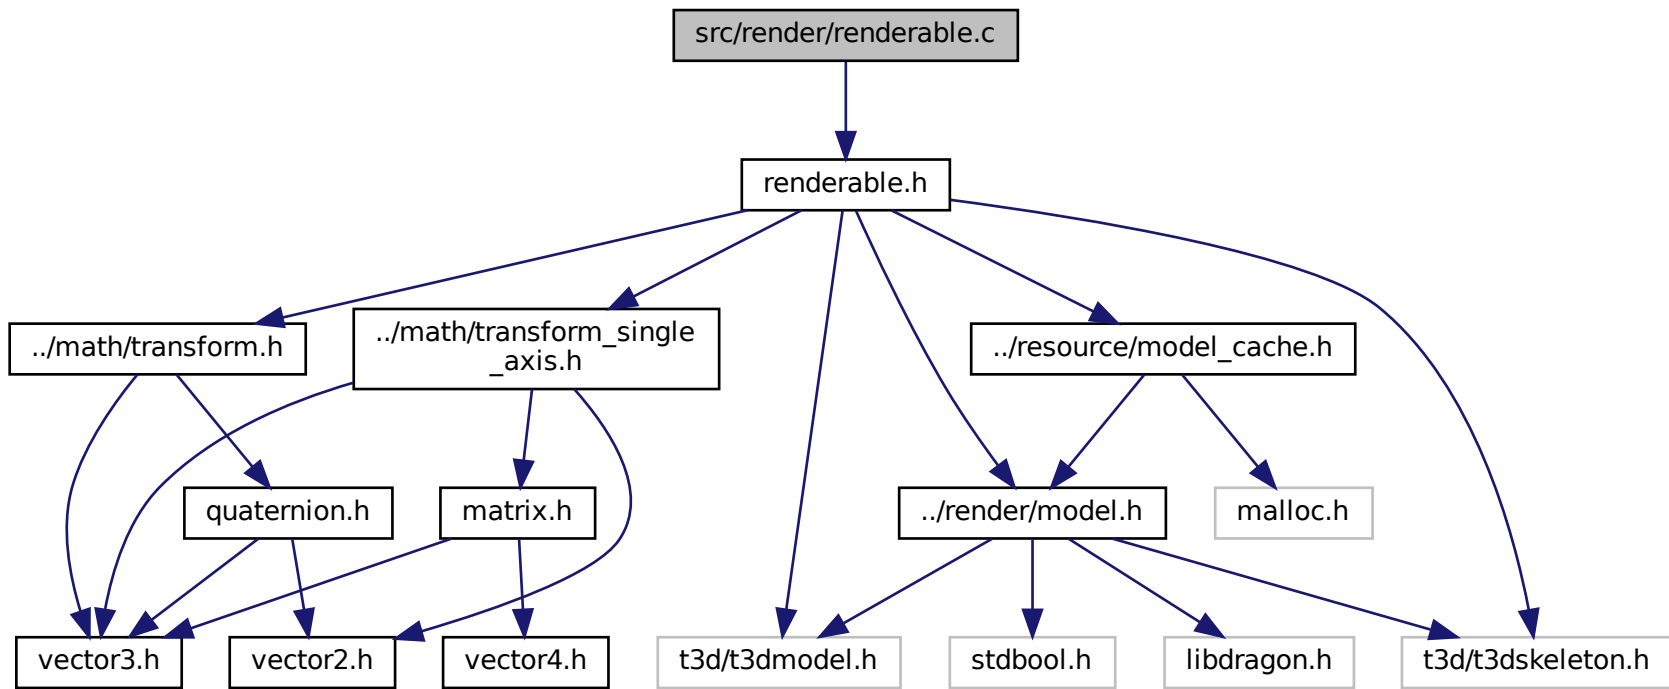 src/render/renderable.c
renderable.h
../math/transform.h
../math/transform_single
_axis.h
../resource/model_cache.h
quaternion.h
matrix.h
../render/model.h
malloc.h
vector3.h
vector2.h
vector4.h
t3d/t3dmodel.h
stdbool.h
libdragon.h
t3d/t3dskeleton.h